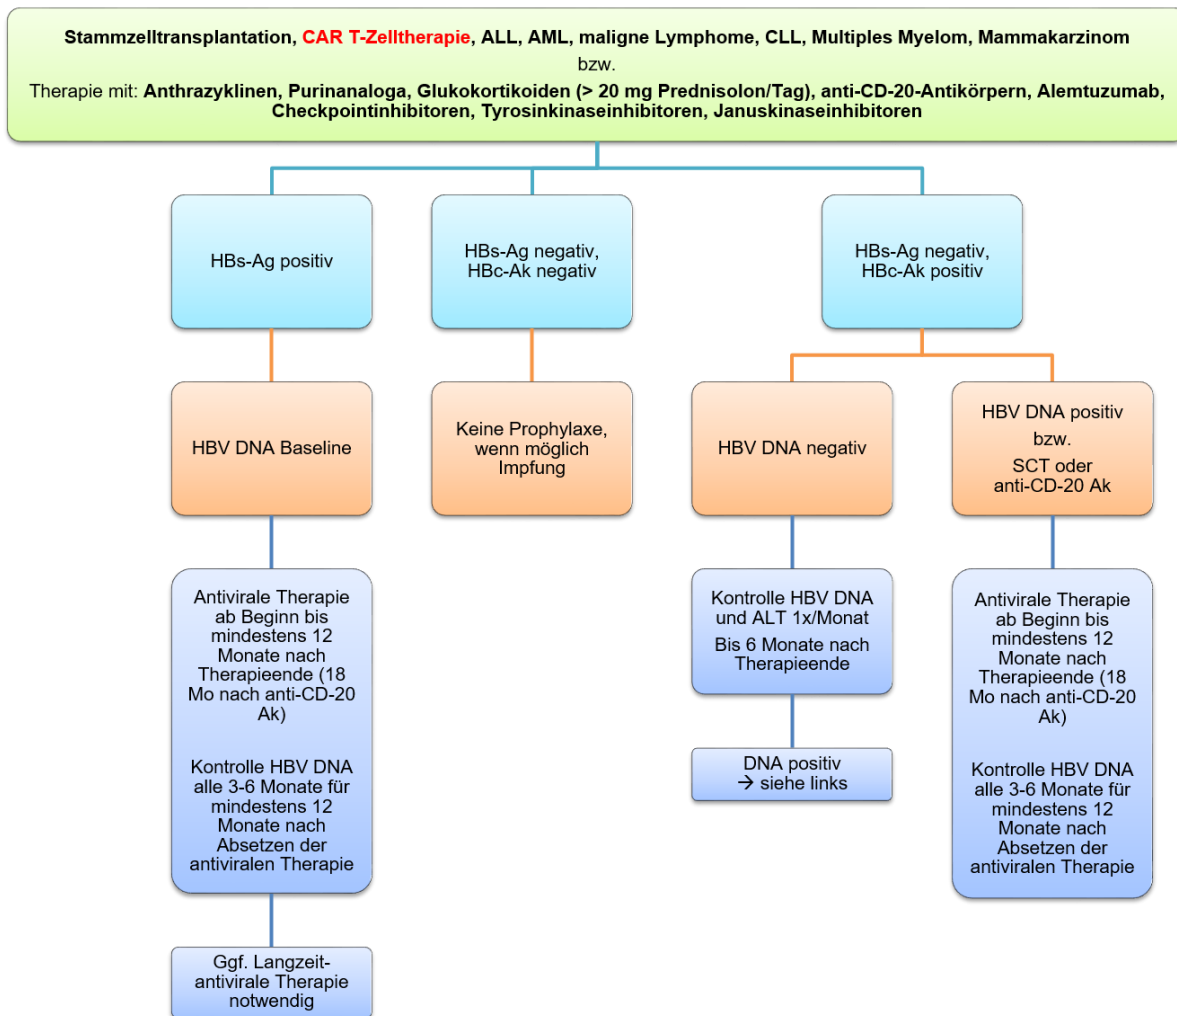 Stammzelltransplantation, CAR T-Zelltherapie, ALL, AML, maligne Lymphome, CLL, Multiples Myelom, Mammakarzinom
bzw.
Therapie mit: Anthrazyklinen, Purinanaloga, Glukokortikoiden (> 20 mg Prednisolon/Tag), anti-CD-20-Antikörpern, Alemtuzumab,
Checkpointinhibitoren, Tyrosinkinaseinhibitoren, Januskinaseinhibitoren
HBs-Ag positiv
HBs-Ag negativ,
HBc-Ak negativ
HBs-Ag negativ,
HBc-Ak positiv
HBV DNA Baseline
Keine Prophylaxe,
wenn möglich
Impfung
HBV DNA negativ
HBV DNA positiv
bzw.
SCT oder
anti-CD-20 Ak
Antivirale Therapie
ab Beginn bis
mindestens 12
Monate nach
Therapieende (18
Mo nach anti-CD-20
Ak)
Kontrolle HBV DNA
alle 3-6 Monate für
mindestens 12
Monate nach
Absetzen der
antiviralen Therapie
Kontrolle HBV DNA
und ALT 1x/Monat
Bis 6 Monate nach
Therapieende
Antivirale Therapie
ab Beginn bis
mindestens 12
Monate nach
Therapieende (18
Mo nach anti-CD-20
Ak)
Kontrolle HBV DNA
alle 3-6 Monate für
mindestens 12
Monate nach
Absetzen der
antiviralen Therapie
DNA positiv
→ siehe links
Ggf. Langzeit-
antivirale Therapie
notwendig